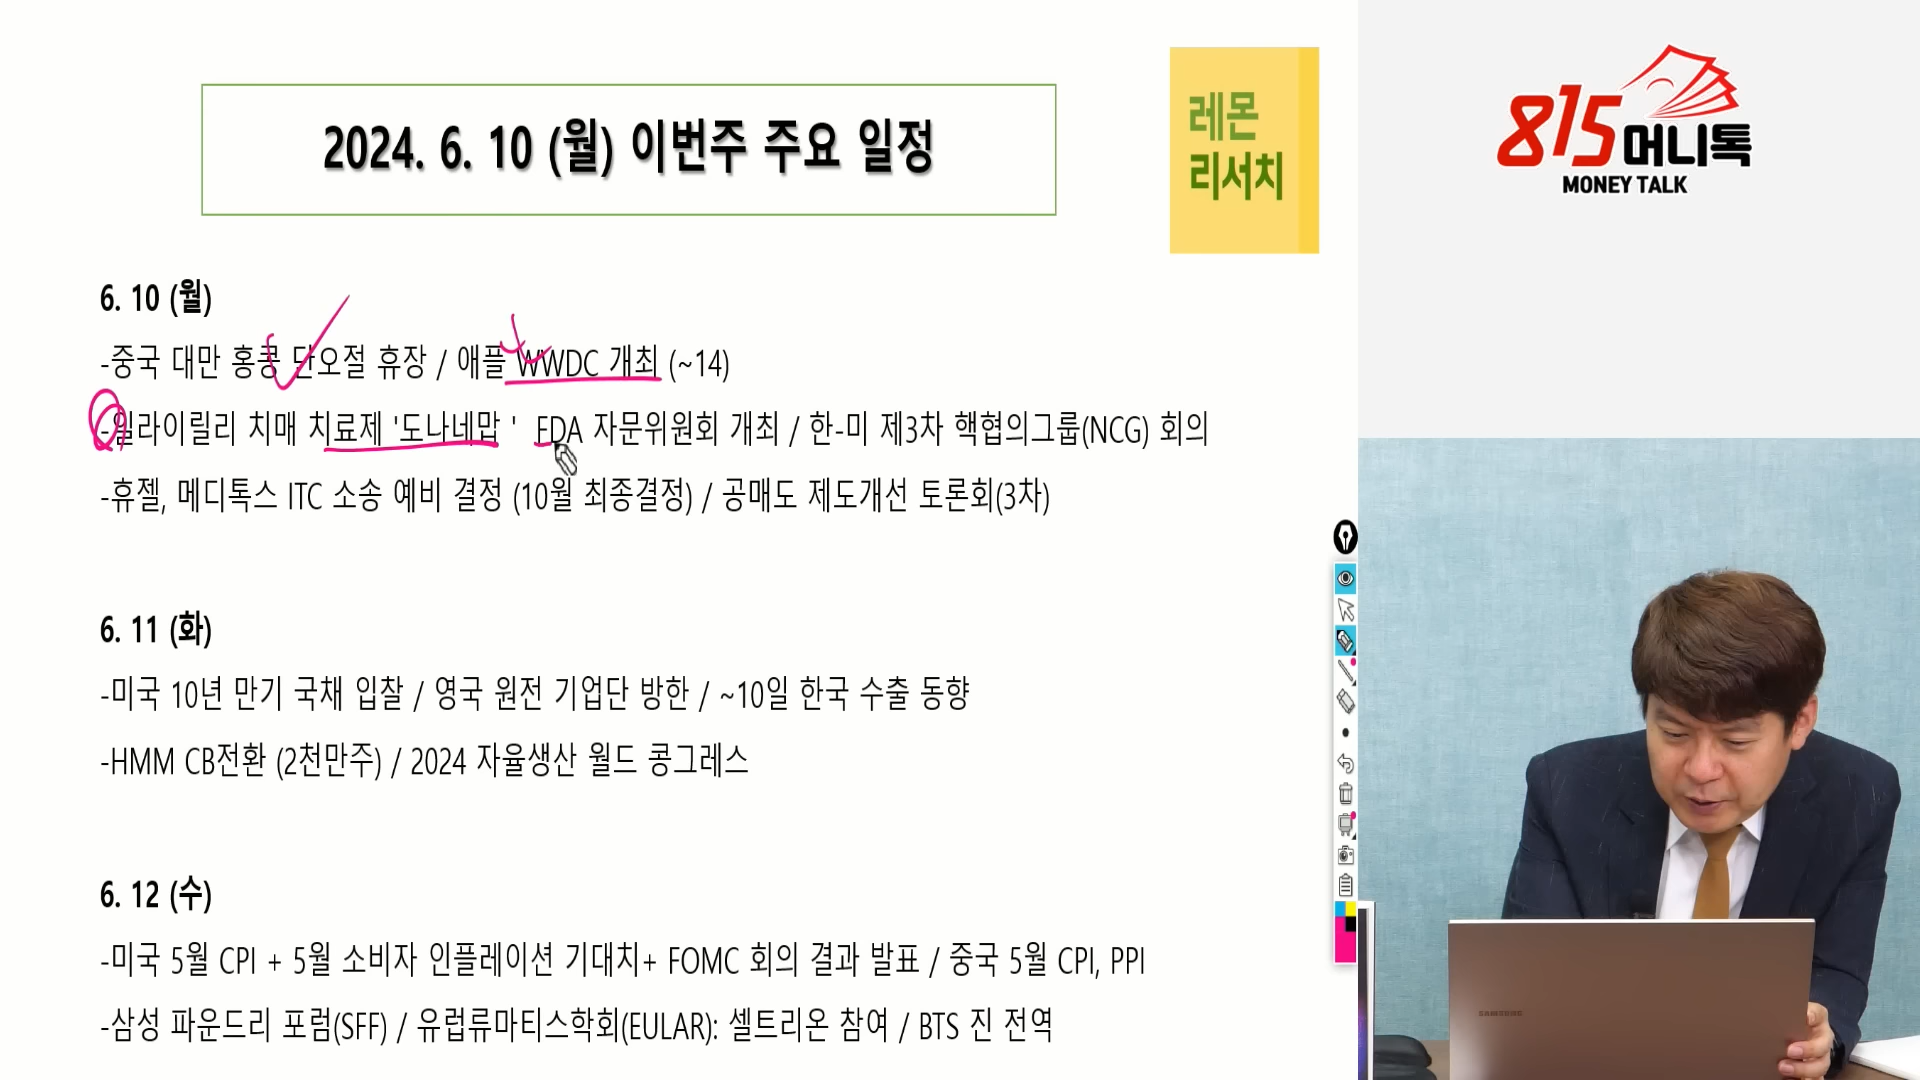 2024. 6. 10 (월) 이번주 주요 일정
레몬
리서치
815머니톡
MONEY TALK
6. 10 (월)
-중국 대만 홍콩 단오절 휴장 / 애플 WWDC 개최 (~14)
-일라이릴리 치매 치료제 '도나네맙 ' FDA 자문위원회 개최 / 한-미 제3차 핵협의그룹(NCG) 회의
-휴젤, 메디톡스 ITC 소송 예비 결정 (10월 최종결정) / 공매도 제도개선 토론회(3차)
6. 11 (화)
-미국 10년 만기 국채 입찰 / 영국 원전 기업단 방한 / ~10일 한국 수출 동향
-HMM CB전환 (2천만주) / 2024 자율생산 월드 콩그레스
6. 12 (수)
-미국 5월 CPI + 5월 소비자 인플레이션 기대치+ FOMC 회의 결과 발표 / 중국 5월 CPI, PPI
-삼성 파운드리 포럼(SFF) / 유럽류마티스학회(EULAR): 셀트리온 참여 / BTS 진 전역
SAMSUNG